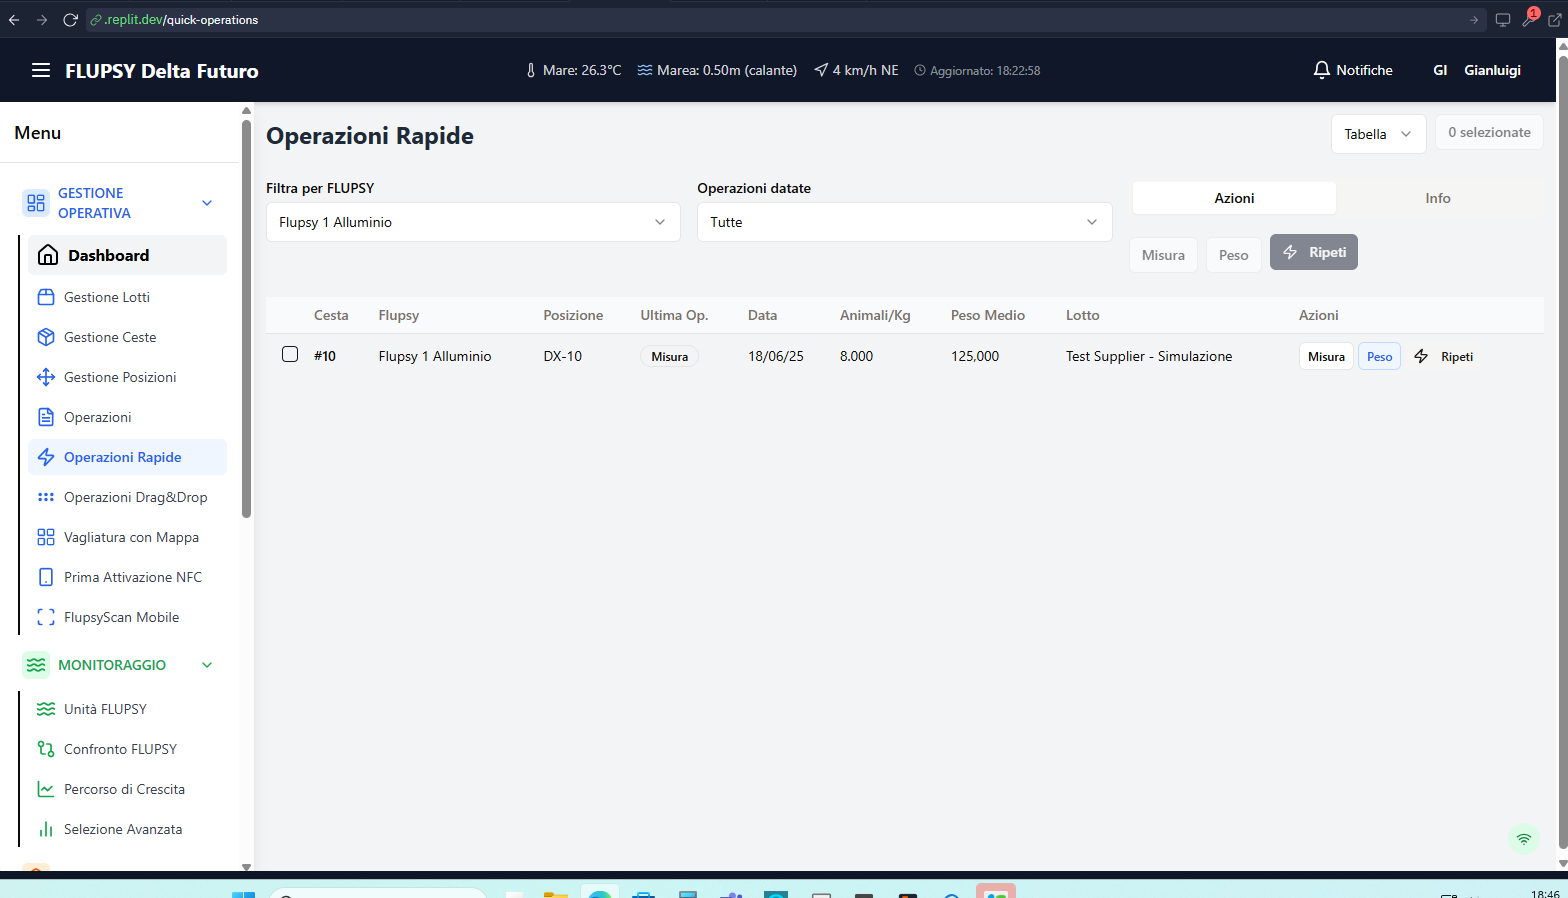 .replit.dev/quick-operations
1
FLUPSY Delta Futuro
Mare: 26.3°C
Marea: 0.50m (calante)
4 km/h NE
Aggiornato: 18:22:58
Notifiche
GI
Gianluigi
Menu
GESTIONE
OPERATIVA
Dashboard
Gestione Lotti
Gestione Ceste
Gestione Posizioni
Operazioni
Operazioni Rapide
Operazioni Drag&Drop
Vagliatura con Mappa
Prima Attivazione NFC
FlupsyScan Mobile
MONITORAGGIO
Unità FLUPSY
Confronto FLUPSY
Percorso di Crescita
Selezione Avanzata
Operazioni Rapide
Tabella
0 selezionate
Filtra per FLUPSY
Flupsy 1 Alluminio
Operazioni datate
Tutte
Azioni
Info
Misura
Peso
Ripeti
Cesta Flupsy Posizione Ultima Op. Data Animali/Kg Peso Medio Lotto Azioni
#10 Flupsy 1 Alluminio DX-10 Misura 18/06/25 8.000 125,000 Test Supplier - Simulazione Misura Peso Ripeti
18:46